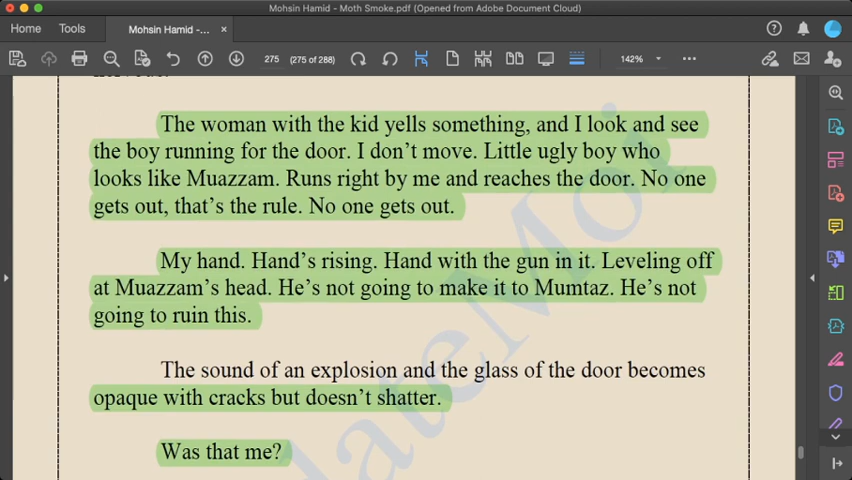 Mohsin Hamid - Moth Smoke.pdf (Opened from Adobe Document Cloud)
Home Tools Mohsin Hamid - Moth... ×
275 (275 of 288) 142%
The woman with the kid yells something, and I look and see
the boy running for the door. I don’t move. Little ugly boy who
looks like Muazzam. Runs right by me and reaches the door. No one
gets out, that’s the rule. No one gets out.
My hand. Hand’s rising. Hand with the gun in it. Leveling off
at Muazzam’s head. He’s not going to make it to Mumtaz. He’s not
going to ruin this.
The sound of an explosion and the glass of the door becomes
opaque with cracks but doesn’t shatter.
Was that me?